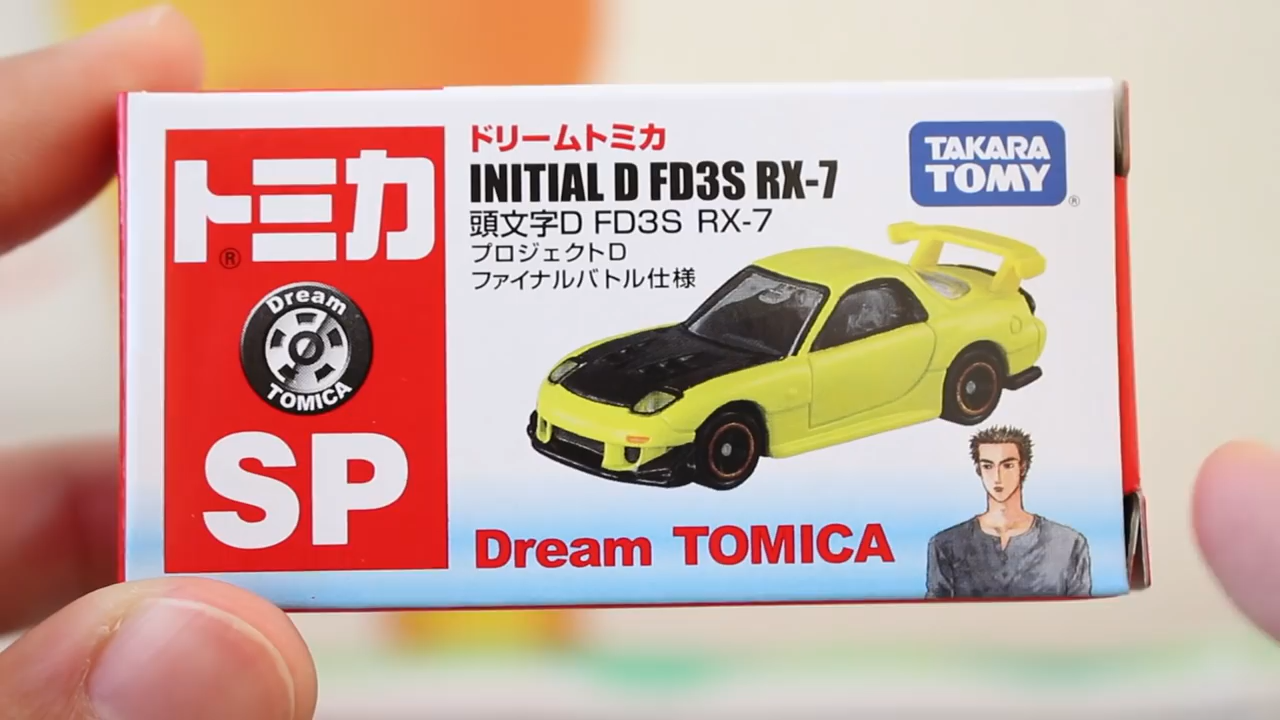 トミカ
®
Dream
TOMICA
SP
ドリームトミカ
INITIAL D FD3S RX-7
頭文字D FD3S RX-7
プロジェクトD
ファイナルバトル仕様
TAKARA
TOMY
®
Dream TOMICA